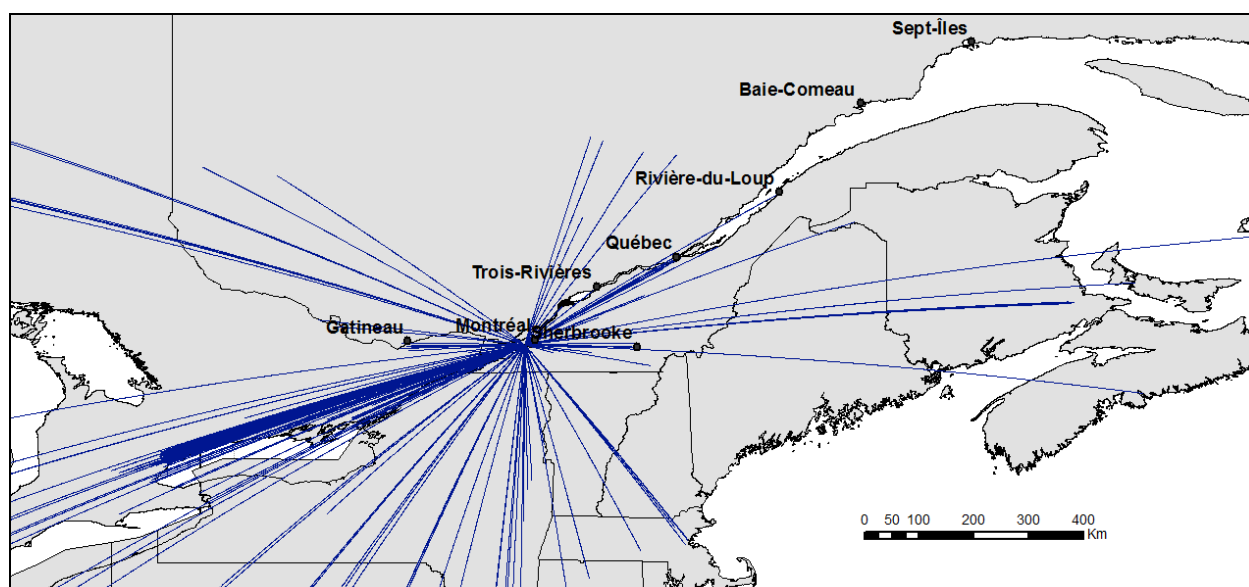 Sept-Îles
Baie-Comeau
Rivière-du-Loup
Québec
Trois-Rivières
Gatineau
Montréal
Sherbrooke
0 50 100 200 300 400
Km